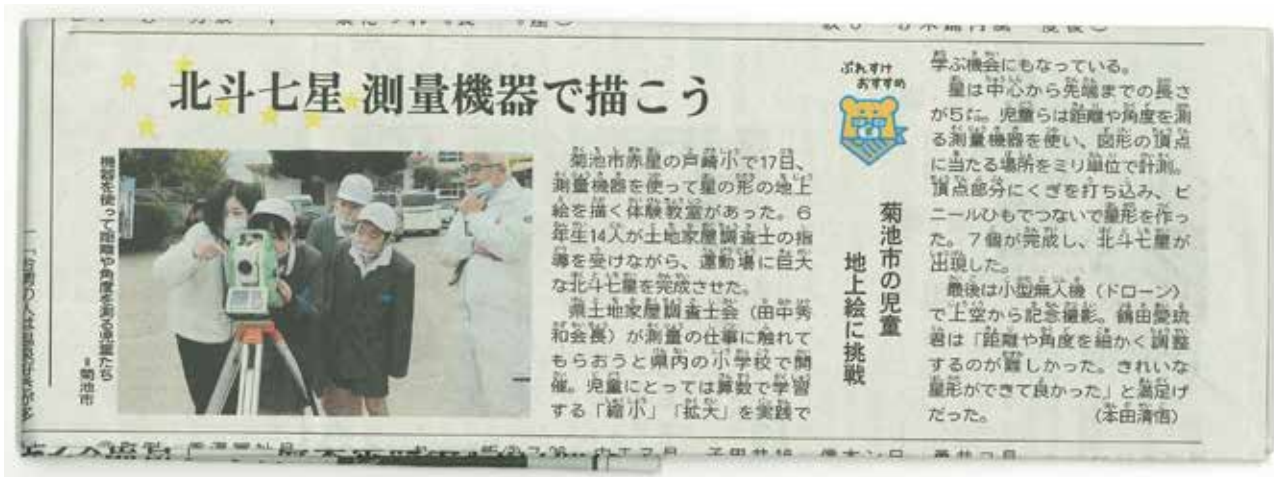 北斗七星 測量機器で描こう
ぷれすけ
おすすめ
菊池市の児童
地上絵に挑戦
機器を使って距離や角度を測る児童たち
=菊池市
菊池市赤星の戸崎小で17日、
測量機器を使って星の形の地上
絵を描く体験教室があった。6
年生14人が土地家屋調査士の指
導を受けながら、運動場に巨大
な北斗七星を完成させた。
県土地家屋調査士会(田中秀
和会長)が測量の仕事に触れて
もらおうと県内の小学校で開
催。児童にとっては算数で学習
する「縮小」「拡大」を実践で
学ぶ機会にもなっている。
星は中心から先端までの長さ
が5㍍。児童らは距離や角度を測
る測量機器を使い、図形の頂点
に当たる場所をミリ単位で計測。
頂点部分にくぎを打ち込み、ビ
ニールひもでつないで星形を作っ
た。7個が完成し、北斗七星が
出現した。
最後は小型無人機(ドローン)
で上空から記念撮影。鶴田愛琉
君は「距離や角度を細かく調整
するのが難しかった。きれいな
星形ができて良かった」と満足げ
だった。 (本田清悟)